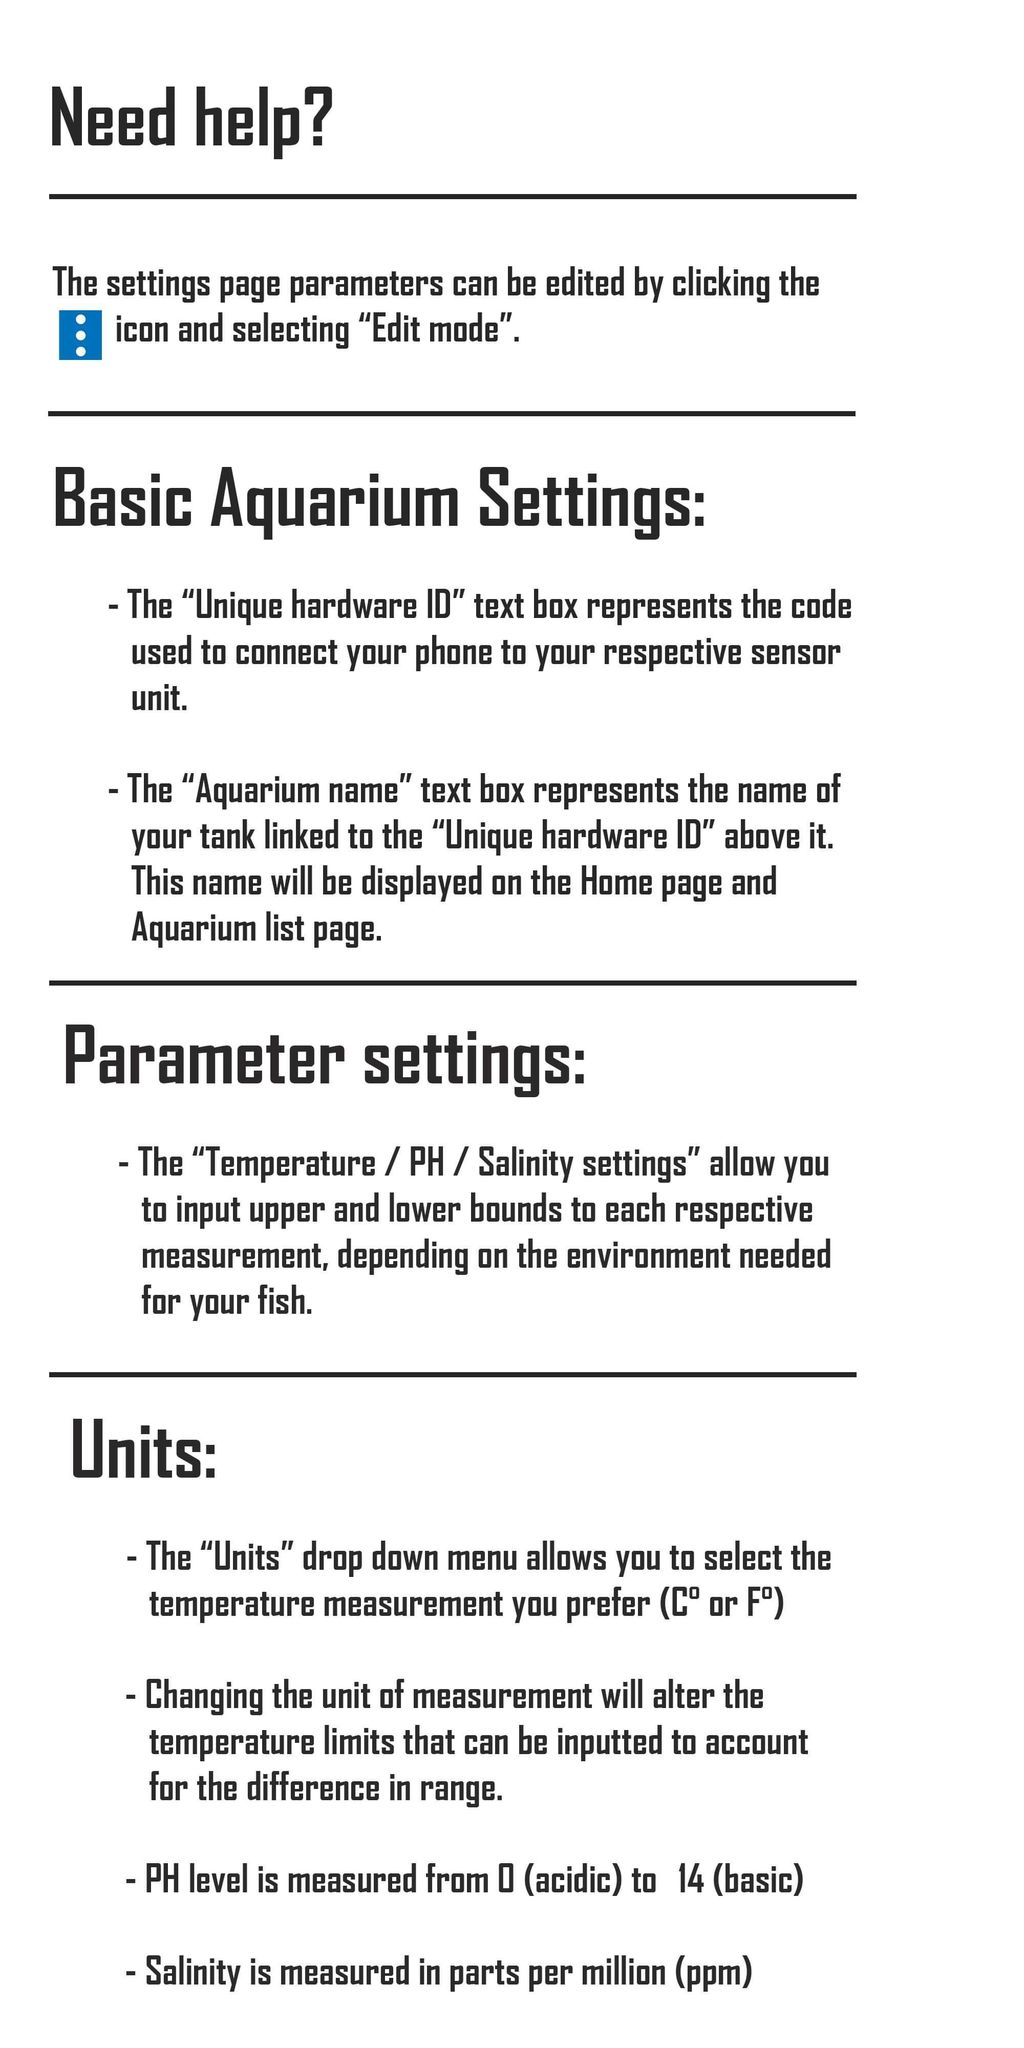 Need help?
The settings page parameters can be edited by clicking the
icon and selecting “Edit mode”.
Basic Aquarium Settings:
- The “Unique hardware ID” text box represents the code
used to connect your phone to your respective sensor
unit.
- The “Aquarium name” text box represents the name of
your tank linked to the “Unique hardware ID” above it.
This name will be displayed on the Home page and
Aquarium list page.
Parameter settings:
- The “Temperature / PH / Salinity settings” allow you
to input upper and lower bounds to each respective
measurement, depending on the environment needed
for your fish.
Units:
- The “Units” drop down menu allows you to select the
temperature measurement you prefer (Cº or Fº)
- Changing the unit of measurement will alter the
temperature limits that can be inputted to account
for the difference in range.
- PH level is measured from 0 (acidic) to 14 (basic)
- Salinity is measured in parts per million (ppm)